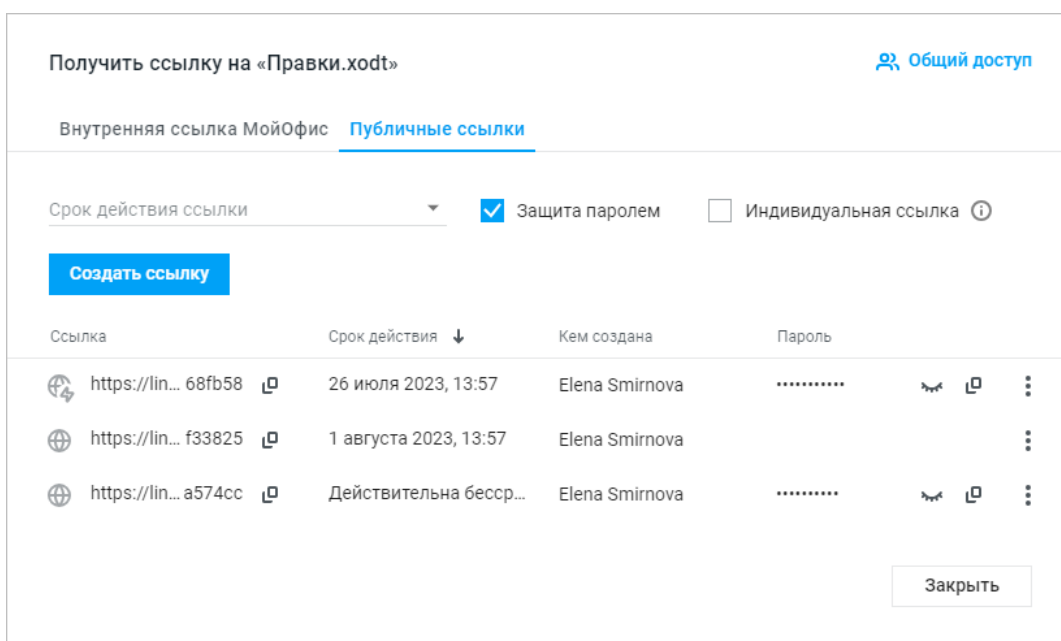 Получить ссылку на «Правки.xodt» Общий доступ
Внутренняя ссылка МойОфис Публичные ссылки
Срок действия ссылки Защита паролем Индивидуальная ссылка
Создать ссылку
Ссылка Срок действия Кем создана Пароль
https://lin... 68fb58 26 июля 2023, 13:57 Elena Smirnova ···········
https://lin... f33825 1 августа 2023, 13:57 Elena Smirnova
https://lin... a574cc Действительна бесср... Elena Smirnova ··········
Закрыть